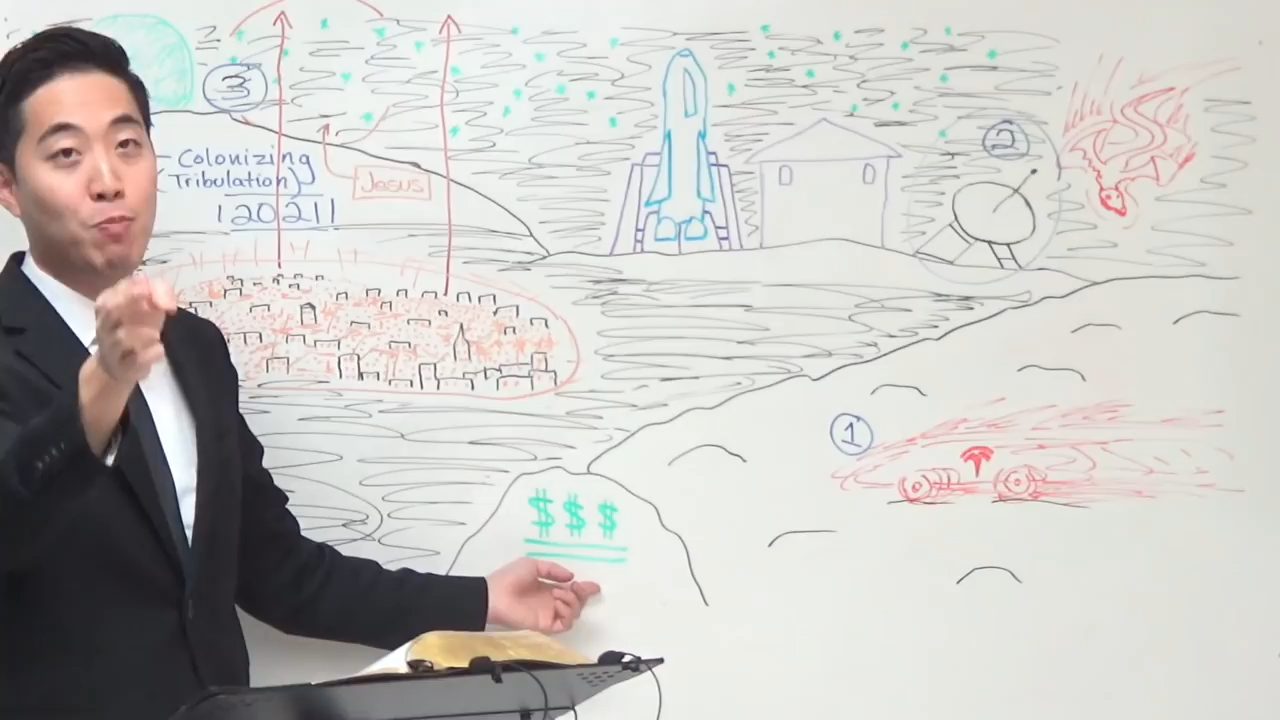 3
- Colonizing
(Tribulation)
120211
Jesus
2
1
$ $ $